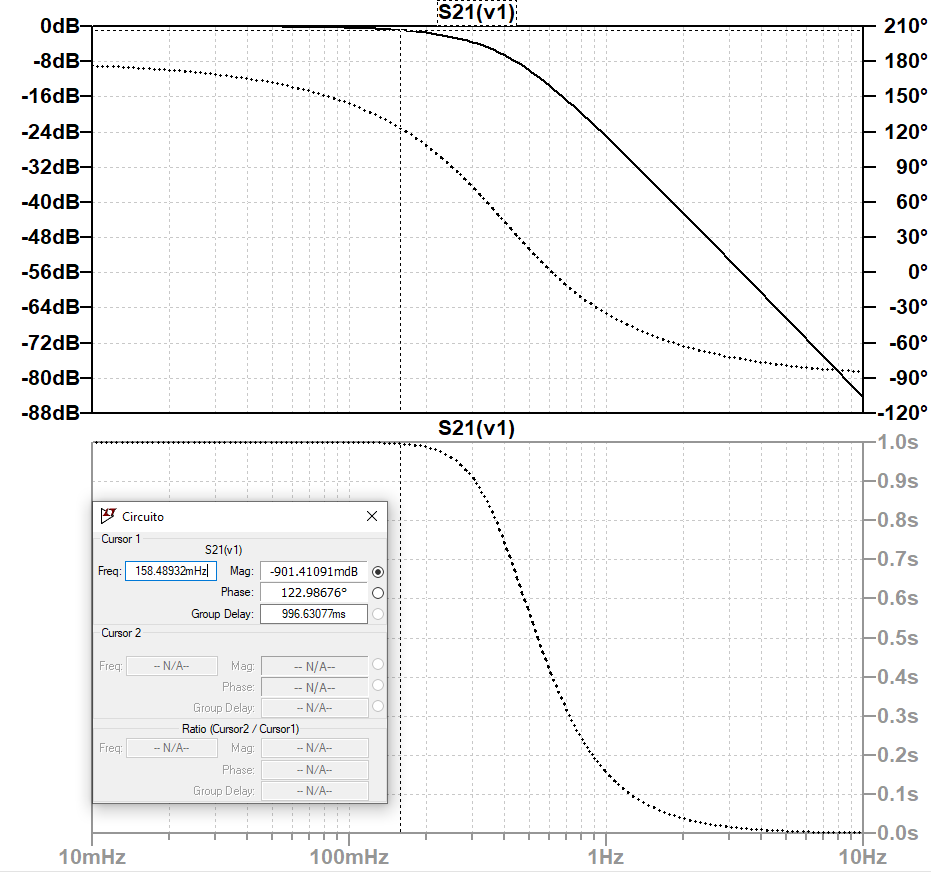 S21(v1)
0dB
-8dB
-16dB
-24dB
-32dB
-40dB
-48dB
-56dB
-64dB
-72dB
-80dB
-88dB
210°
180°
150°
120°
90°
60°
30°
0°
-30°
-60°
-90°
-120°
S21(v1)
1.0s
0.9s
0.8s
0.7s
0.6s
0.5s
0.4s
0.3s
0.2s
0.1s
0.0s
10mHz 100mHz 1Hz 10Hz
Circuito
Cursor 1
S21(v1)
Freq: 158.48932mHz Mag: -901.41091mdB
Phase: 122.98676°
Group Delay: 996.63077ms
Cursor 2
Freq: -- N/A-- Mag: -- N/A--
Phase: -- N/A--
Group Delay: -- N/A--
Ratio (Cursor2 / Cursor1)
Freq: -- N/A-- Mag: -- N/A--
Phase: -- N/A--
Group Delay: -- N/A--